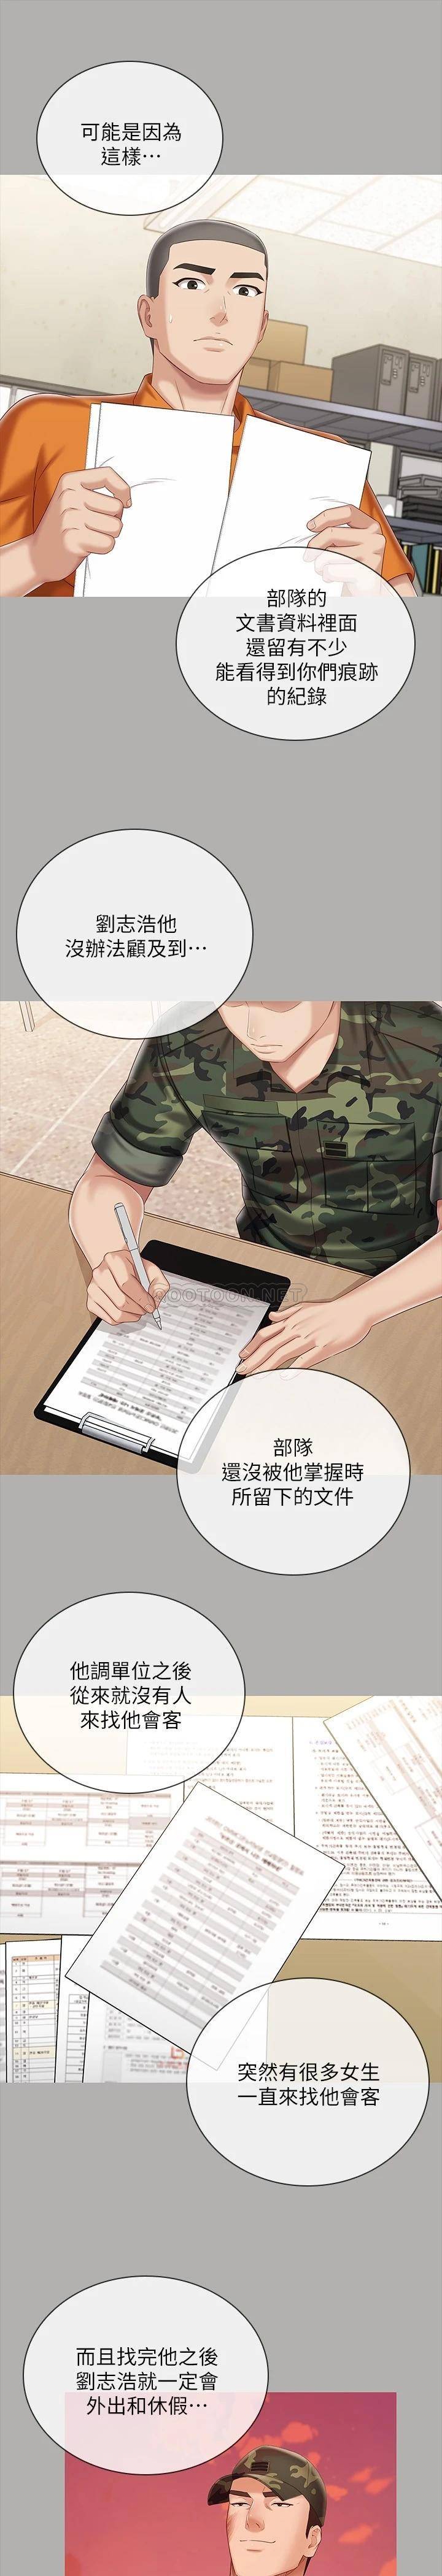 可能是因為
這樣⋯
部隊的
文書資料裡面
還留有不少
能看得到你們痕跡
的紀錄
劉志浩他
沒辦法顧及到⋯
TOOTOON.NET
部隊
還沒被他掌握時
所留下的文件
他調單位之後
從來就沒有人
來找他會客
突然有很多女生
一直來找他會客
而且找完他之後
劉志浩就一定會
外出和休假⋯